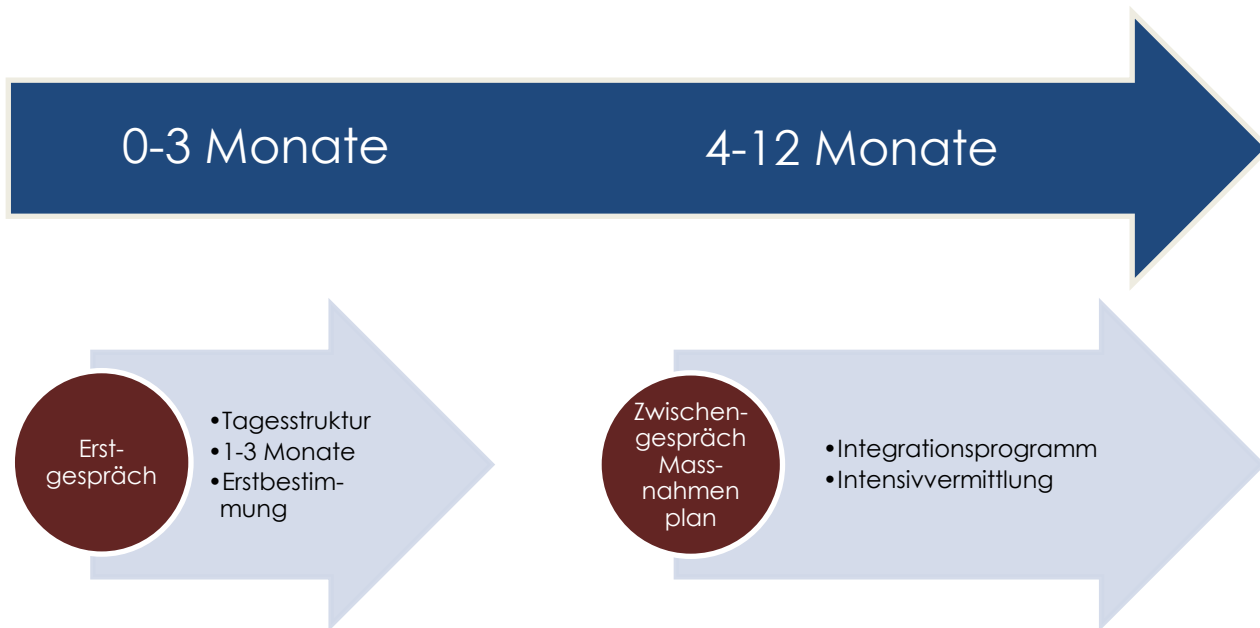 0-3 Monate
4-12 Monate
Erst-
gespräch
•Tagesstruktur
•1-3 Monate
•Erstbestim-
mung
Zwischen-
gespräch
Mass-
nahmen
plan
•Integrationsprogramm
•Intensivvermittlung